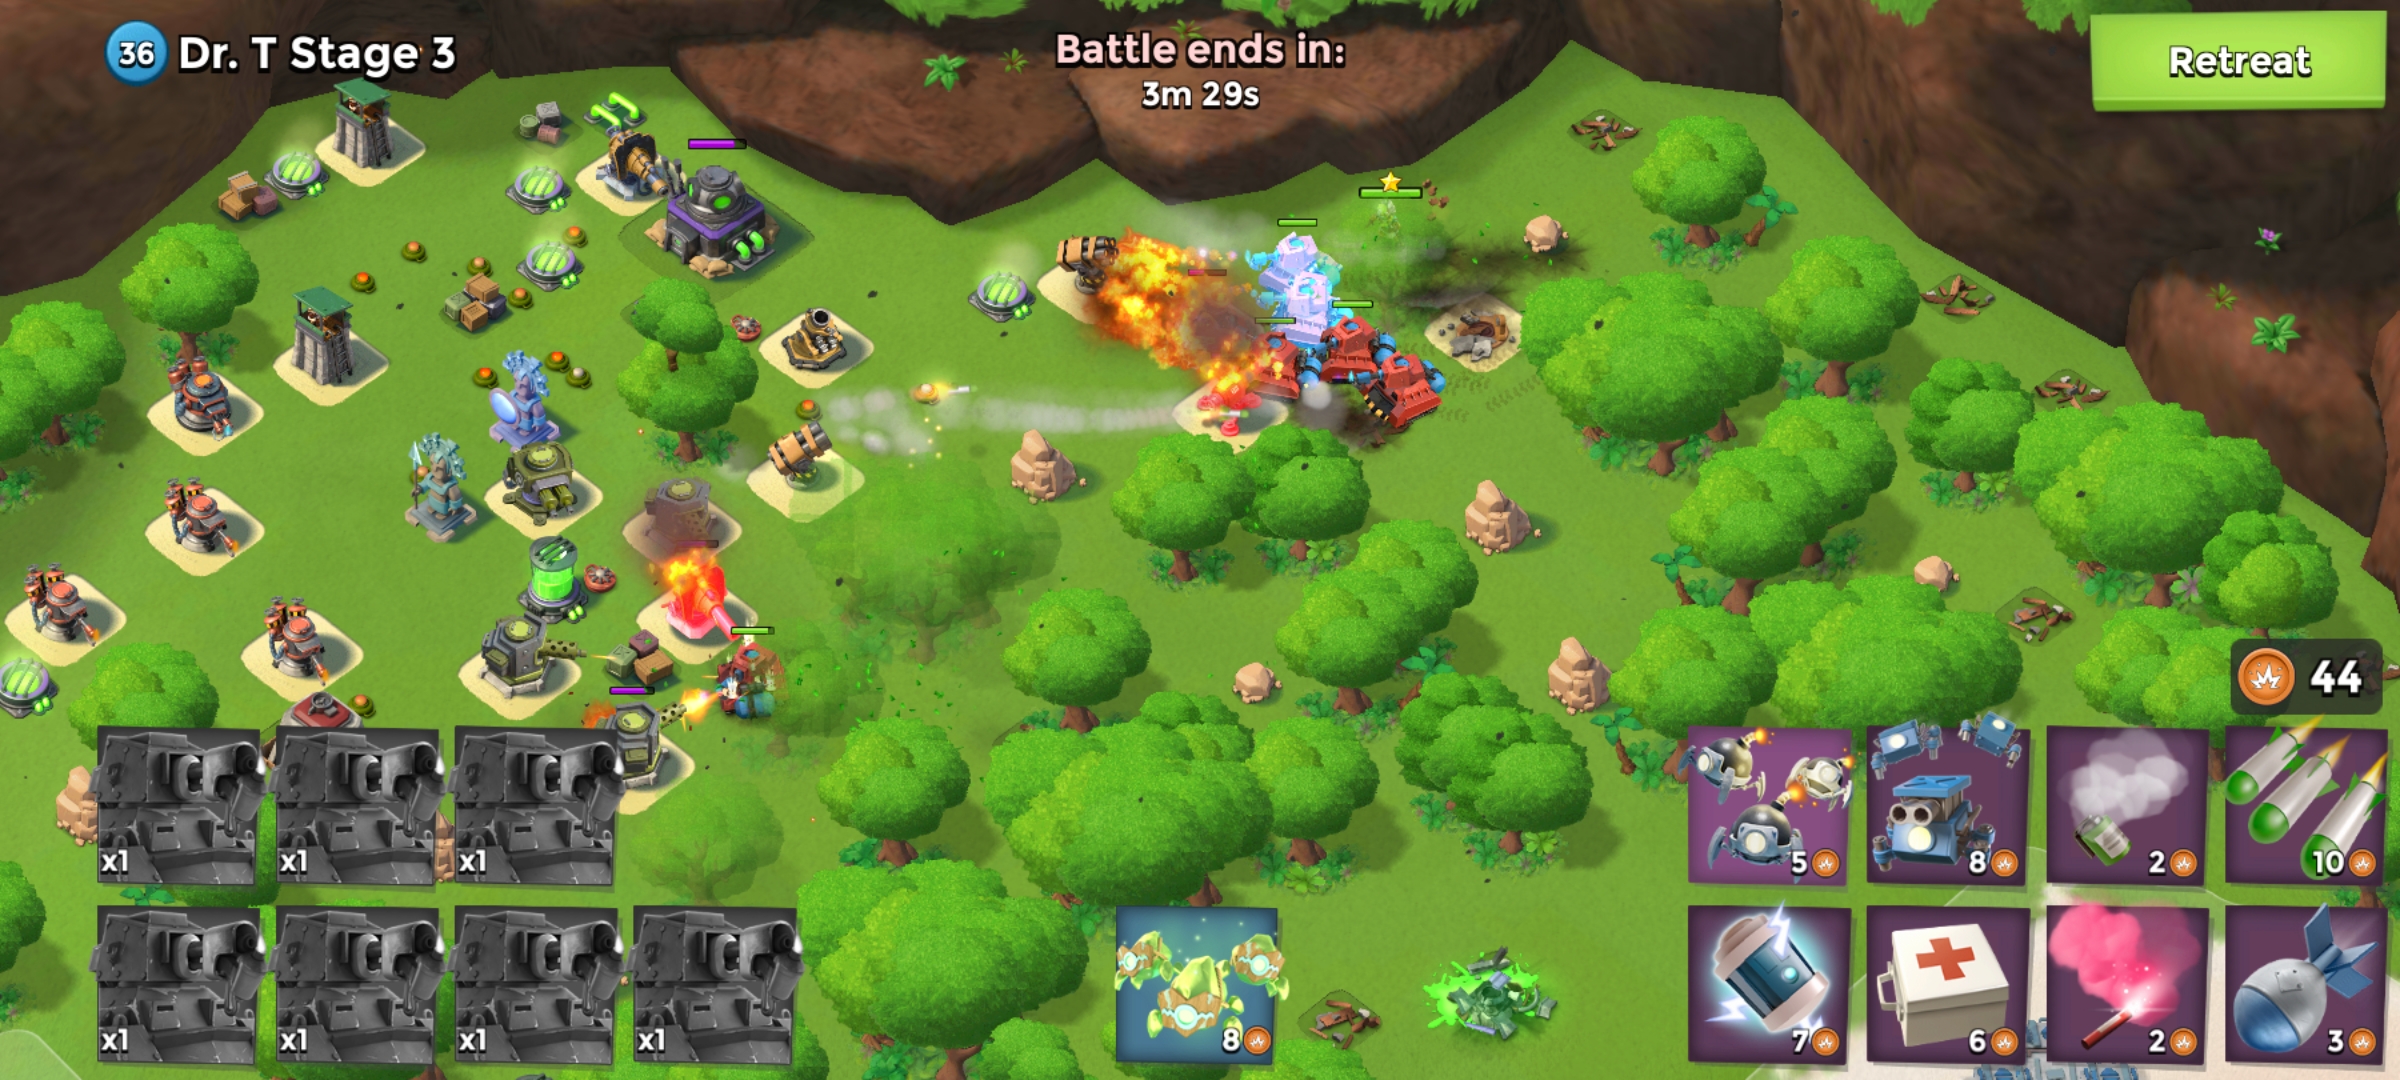 36 Dr. T Stage 3
Battle ends in:
3m 29s
Retreat
44
x1 x1 x1
5 8 2 10
x1 x1 x1 x1
8
7 6 2 3